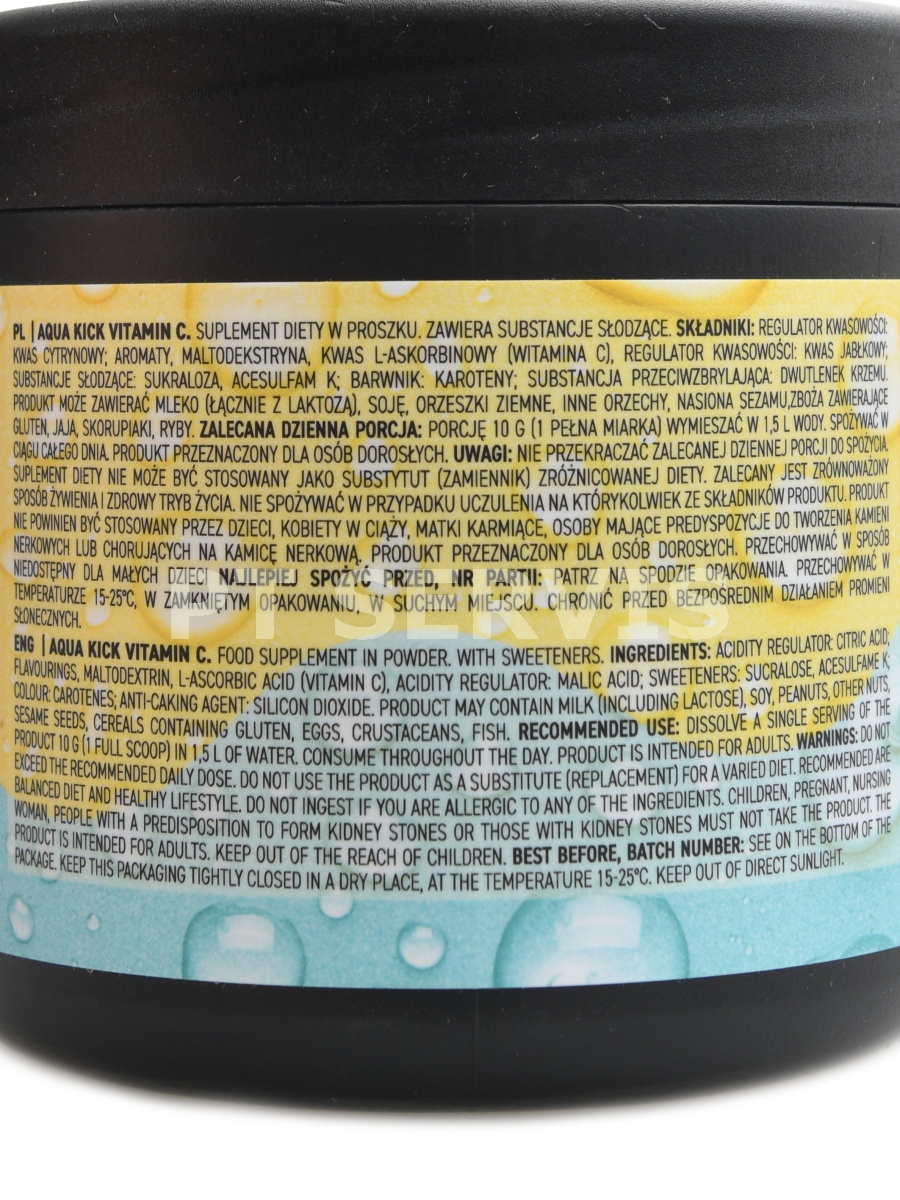 PL | AQUA KICK VITAMIN C. SUPLEMENT DIETY W PROSZKU. ZAWIERA SUBSTANCJE SŁODZĄCE. SKŁADNIKI: REGULATOR KWASOWOŚCI:
KWAS CYTRYNOWY; AROMATY, MALTODEKSTRYNA, KWAS L-ASKORBINOWY (WITAMINA C), REGULATOR KWASOWOŚCI: KWAS JABŁKOWY;
SUBSTANCJE SŁODZĄCE: SUKRALOZA, ACESULFAM K; BARWNIK: KAROTENY; SUBSTANCJA PRZECIWZBRYLAJĄCA: DWUTLENEK KRZEMU.
PRODUKT MOŻE ZAWIERAĆ MLEKO (ŁĄCZNIE Z LAKTOZĄ), SOJĘ, ORZESZKI ZIEMNE, INNE ORZECHY, NASIONA SEZAMU,ZBOŻA ZAWIERAJĄCE
GLUTEN, JAJA, SKORUPIAKI, RYBY. ZALECANA DZIENNA PORCJA: PORCJĘ 10 G (1 PEŁNA MIARKA) WYMIESZAĆ W 1,5 L WODY. SPOŻYWAĆ W
CIĄGU CAŁEGO DNIA. PRODUKT PRZEZNACZONY DLA OSÓB DOROSŁYCH. UWAGI: NIE PRZEKRACZAĆ ZALECANEJ DZIENNEJ PORCJI DO SPOŻYCIA.
SUPLEMENT DIETY NIE MOŻE BYĆ STOSOWANY JAKO SUBSTYTUT (ZAMIENNIK) ZRÓŻNICOWANEJ DIETY. ZALECANY JEST ZRÓWNOWAŻONY
SPOSÓB ŻYWIENIA I ZDROWY TRYB ŻYCIA. NIE SPOŻYWAĆ W PRZYPADKU UCZULENIA NA KTÓRYKOLWIEK ZE SKŁADNIKÓW PRODUKTU. PRODUKT
NIE POWINIEN BYĆ STOSOWANY PRZEZ DZIECI, KOBIETY W CIĄŻY, MATKI KARMIĄCE, OSOBY MAJĄCE PREDYSPOZYCJE DO TWORZENIA KAMIENI
NERKOWYCH LUB CHORUJĄCYCH NA KAMICĘ NERKOWĄ. PRODUKT PRZEZNACZONY DLA OSÓB DOROSŁYCH. PRZECHOWYWAĆ W SPOSÓB
NIEDOSTĘPNY DLA MAŁYCH DZIECI NAJLEPIEJ SPOŻYĆ PRZED, NR PARTII: PATRZ NA SPODZIE OPAKOWANIA. PRZECHOWYWAĆ W
TEMPERATURZE 15-25°C, W ZAMKNIĘTYM OPAKOWANIU, W SUCHYM MIEJSCU. CHRONIĆ PRZED BEZPOŚREDNIM DZIAŁANIEM PROMIENI
SŁONECZNYCH.
PIT SERVIS
ENG | AQUA KICK VITAMIN C. FOOD SUPPLEMENT IN POWDER. WITH SWEETENERS. INGREDIENTS: ACIDITY REGULATOR: CITRIC ACID;
FLAVOURINGS, MALTODEXTRIN, L-ASCORBIC ACID (VITAMIN C), ACIDITY REGULATOR: MALIC ACID; SWEETENERS: SUCRALOSE, ACESULFAME K;
COLOUR: CAROTENES; ANTI-CAKING AGENT: SILICON DIOXIDE. PRODUCT MAY CONTAIN MILK (INCLUDING LACTOSE), SOY, PEANUTS, OTHER NUTS,
SESAME SEEDS, CEREALS CONTAINING GLUTEN, EGGS, CRUSTACEANS, FISH. RECOMMENDED USE: DISSOLVE A SINGLE SERVING OF THE
PRODUCT 10 G (1 FULL SCOOP) IN 1,5 L OF WATER. CONSUME THROUGHOUT THE DAY. PRODUCT IS INTENDED FOR ADULTS. WARNINGS: DO NOT
EXCEED THE RECOMMENDED DAILY DOSE. DO NOT USE THE PRODUCT AS A SUBSTITUTE (REPLACEMENT) FOR A VARIED DIET. RECOMMENDED ARE
BALANCED DIET AND HEALTHY LIFESTYLE. DO NOT INGEST IF YOU ARE ALLERGIC TO ANY OF THE INGREDIENTS. CHILDREN, PREGNANT, NURSING
WOMAN, PEOPLE WITH A PREDISPOSITION TO FORM KIDNEY STONES OR THOSE WITH KIDNEY STONES MUST NOT TAKE THE PRODUCT. THE
PRODUCT IS INTENDED FOR ADULTS. KEEP OUT OF THE REACH OF CHILDREN. BEST BEFORE, BATCH NUMBER: SEE ON THE BOTTOM OF THE
PACKAGE. KEEP THIS PACKAGING TIGHTLY CLOSED IN A DRY PLACE, AT THE TEMPERATURE 15-25°C. KEEP OUT OF DIRECT SUNLIGHT.